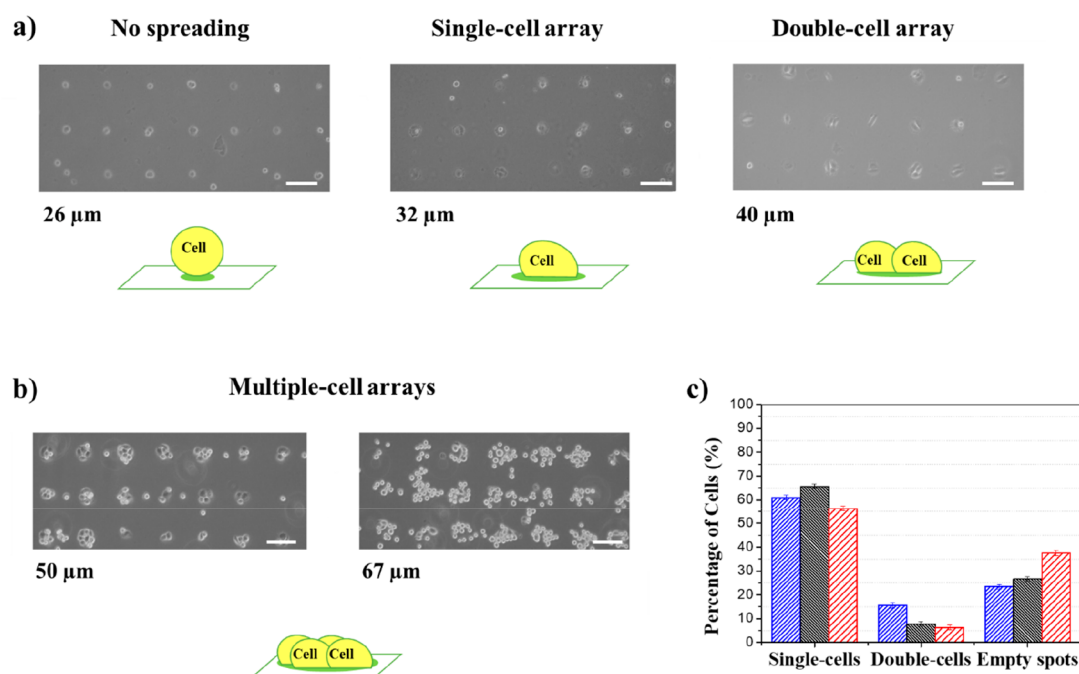 a)
No spreading
Single-cell array
Double-cell array
26 µm
32 µm
40 µm
Cell
Cell
Cell Cell
b)
Multiple-cell arrays
50 µm
67 µm
Cell Cell
c)
Percentage of Cells (%)
100
90
80
70
60
50
40
30
20
10
0
Single-cells Double-cells Empty spots